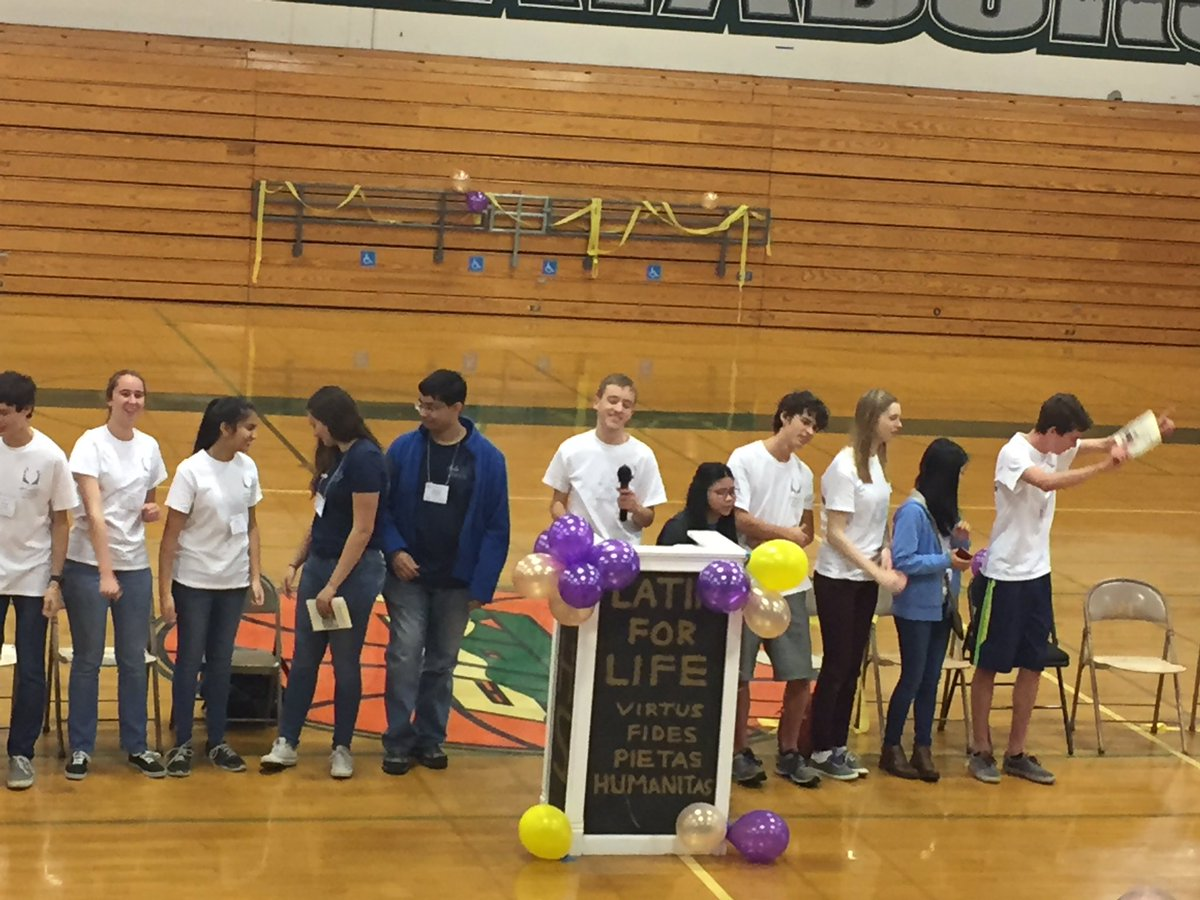 LATIN
FOR
LIFE
VIRTUS
FIDES
PIETAS
HUMANITAS